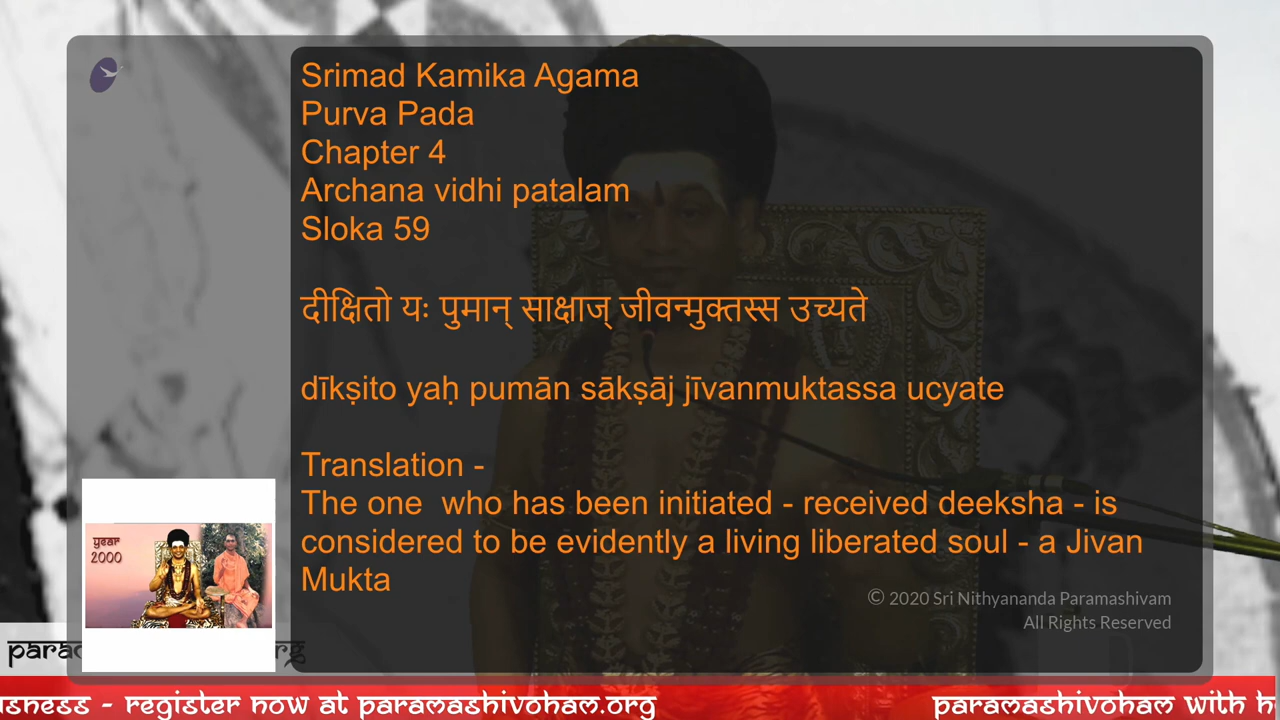 Srimad Kamika Agama
Purva Pada
Chapter 4
Archana vidhi patalam
Sloka 59
दीक्षितो यः पुमान् साक्षाज् जीवन्मुक्तस्स उच्यते
dīkṣito yaḥ pumān sākṣāj jīvanmuktassa ucyate
Translation -
The one who has been initiated - received deeksha - is
considered to be evidently a living liberated soul - a Jivan
Mukta
© 2020 Sri Nithyananda Paramashivam
All Rights Reserved
year
2000
usness - register now at paramashivoham.org
paramashivoham with h